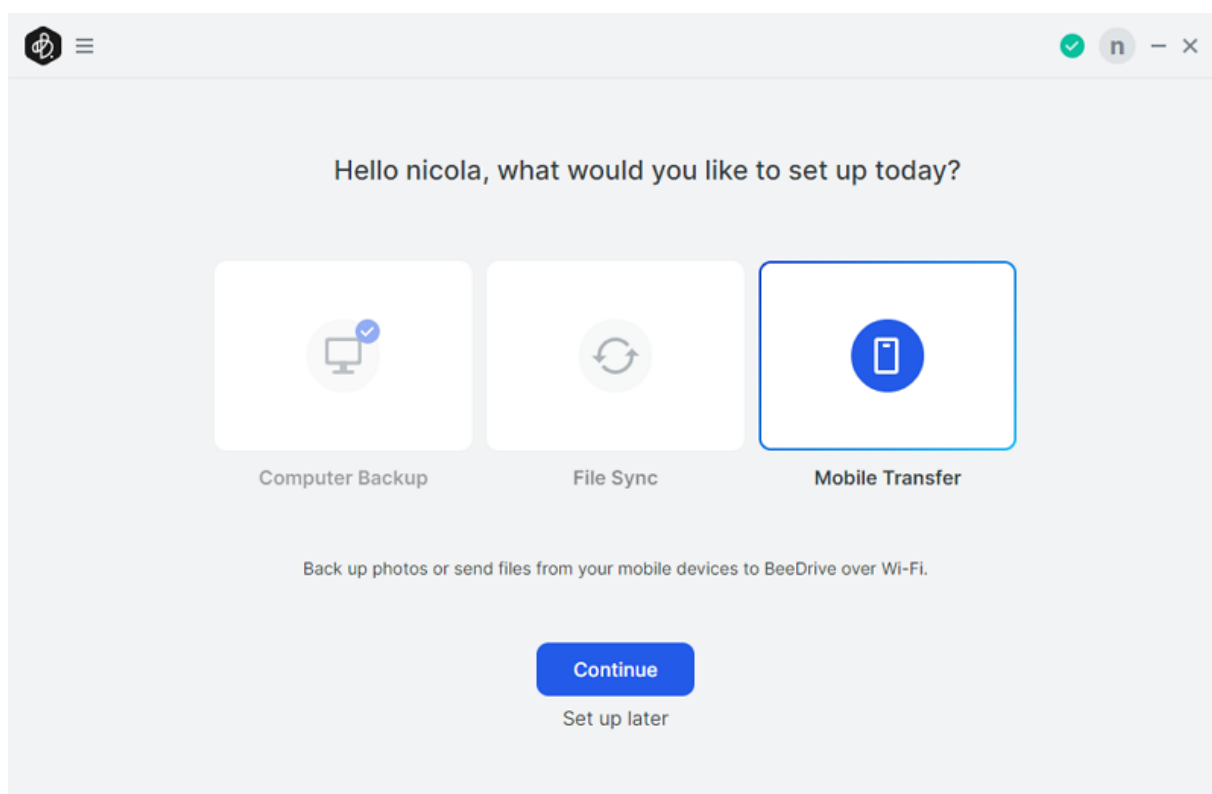 n
Hello nicola, what would you like to set up today?
Computer Backup
File Sync
Mobile Transfer
Back up photos or send files from your mobile devices to BeeDrive over Wi-Fi.
Continue
Set up later